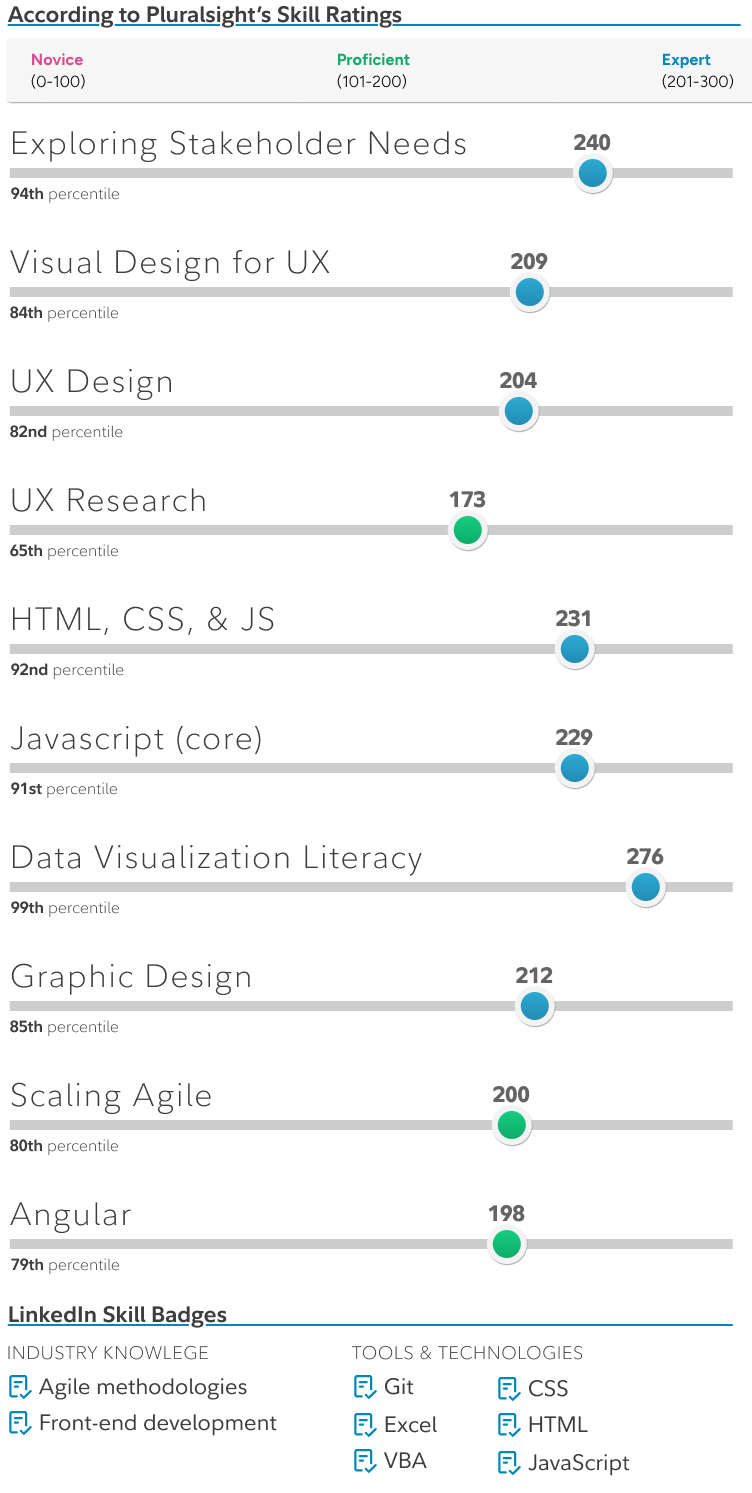 According to Pluralsight's Skill Ratings
Novice Proficient Expert
(0-100) (101-200) (201-300)
Exploring Stakeholder Needs 240
94th percentile
Visual Design for UX 209
84th percentile
UX Design 204
82nd percentile
UX Research 173
65th percentile
HTML, CSS, & JS 231
92nd percentile
Javascript (core) 229
91st percentile
Data Visualization Literacy 276
99th percentile
Graphic Design 212
85th percentile
Scaling Agile 200
80th percentile
Angular 198
79th percentile
LinkedIn Skill Badges
INDUSTRY KNOWLEGE TOOLS & TECHNOLOGIES
Agile methodologies Git CSS
Front-end development Excel HTML
VBA JavaScript